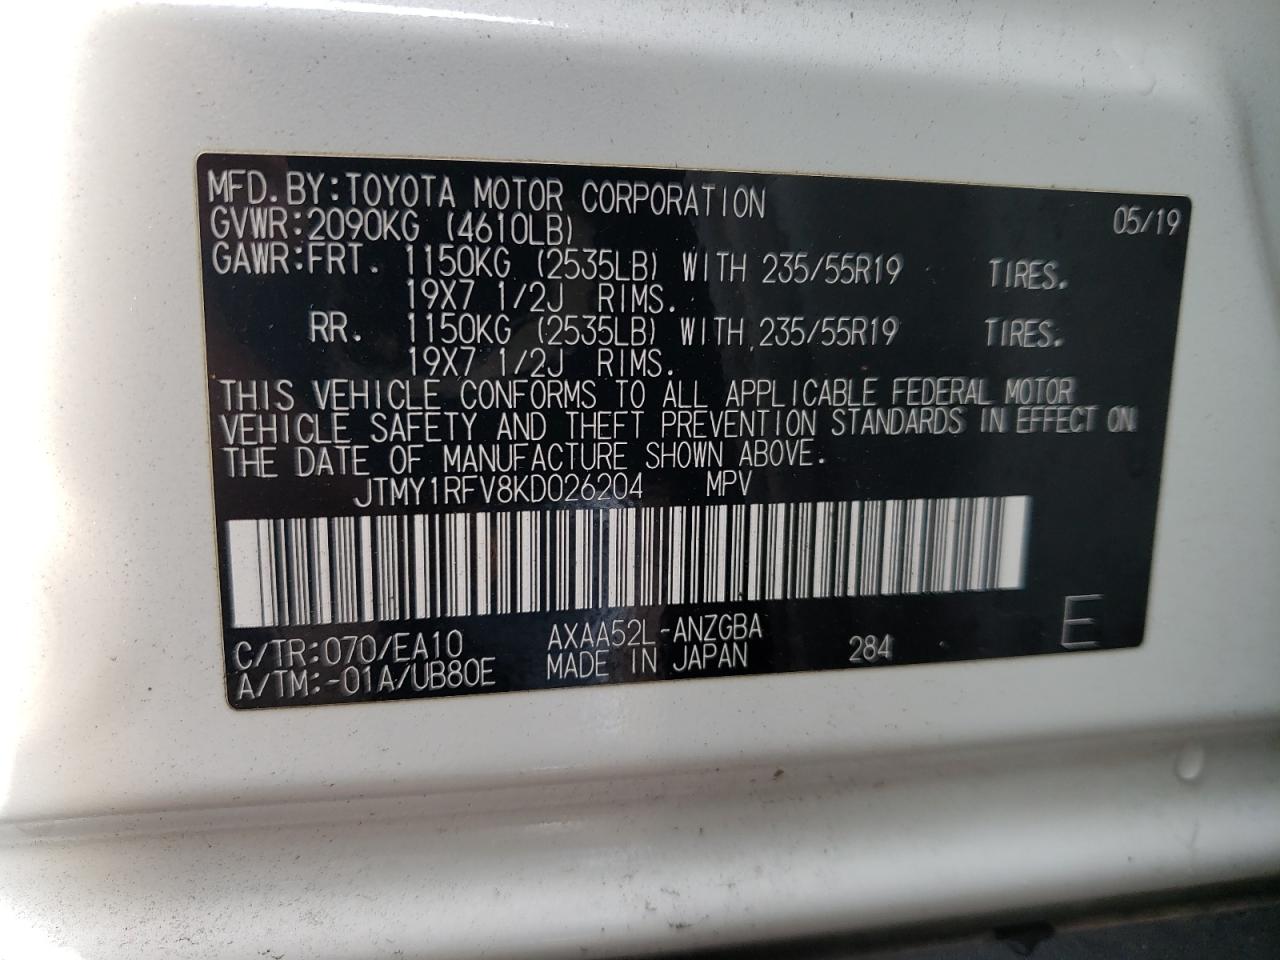 MFD.BY:TOYOTA MOTOR CORPORATION 05/19
GVWR:2090KG (4610LB)
GAWR:FRT. 1150KG (2535LB) WITH 235/55R19 TIRES.
19X7 1/2J RIMS.
RR. 1150KG (2535LB) WITH 235/55R19 TIRES.
19X7 1/2J RIMS.
THIS VEHICLE CONFORMS TO ALL APPLICABLE FEDERAL MOTOR
VEHICLE SAFETY AND THEFT PREVENTION STANDARDS IN EFFECT ON
THE DATE OF MANUFACTURE SHOWN ABOVE.
JTMY1RFV8KD026204 MPV
C/TR:070/EA10 AXAA52L-ANZGBA E
A/TM:-01A/UB80E MADE IN JAPAN 284